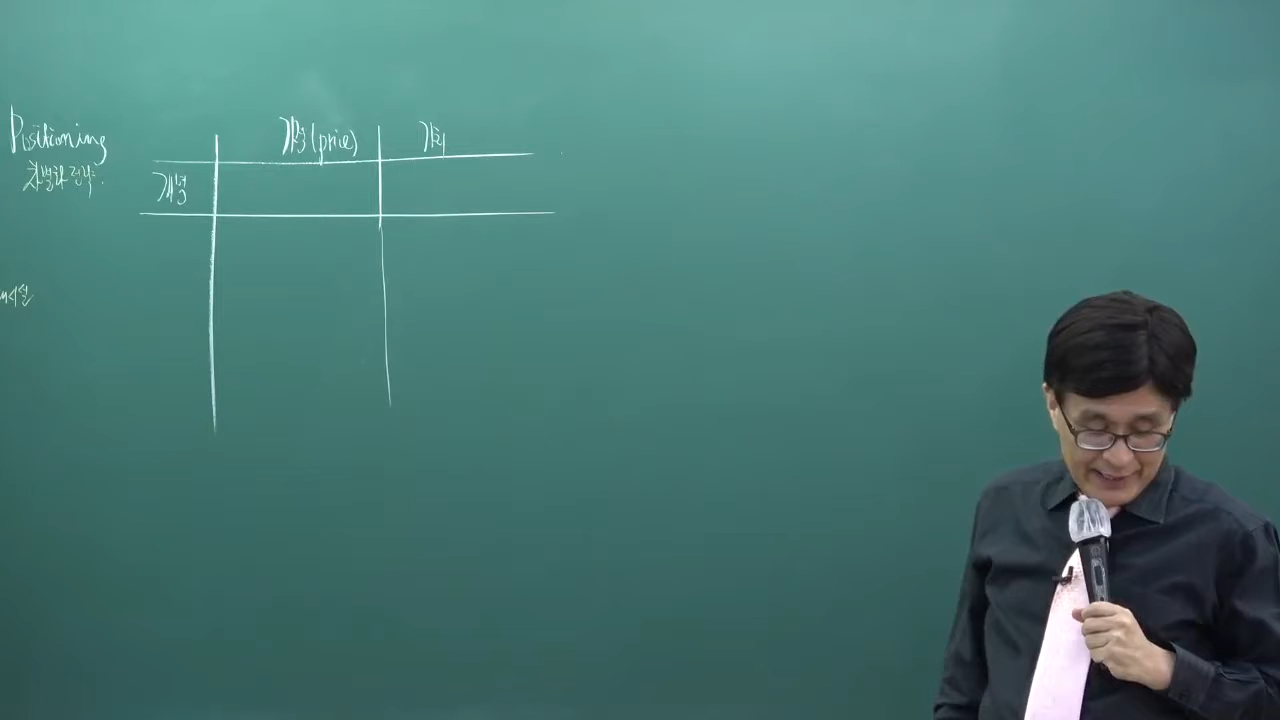 Positioning
차별화 전략.
가격(price) 가치
개념